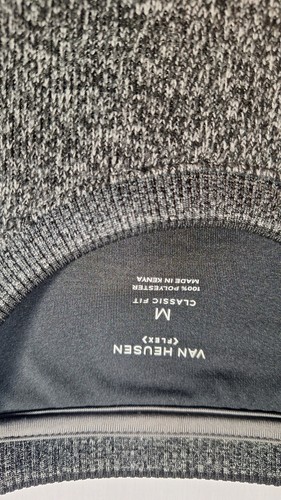 VAN HEUSEN
❮FLEX❯
M
CLASSIC FIT
100% POLYESTER
MADE IN KENYA